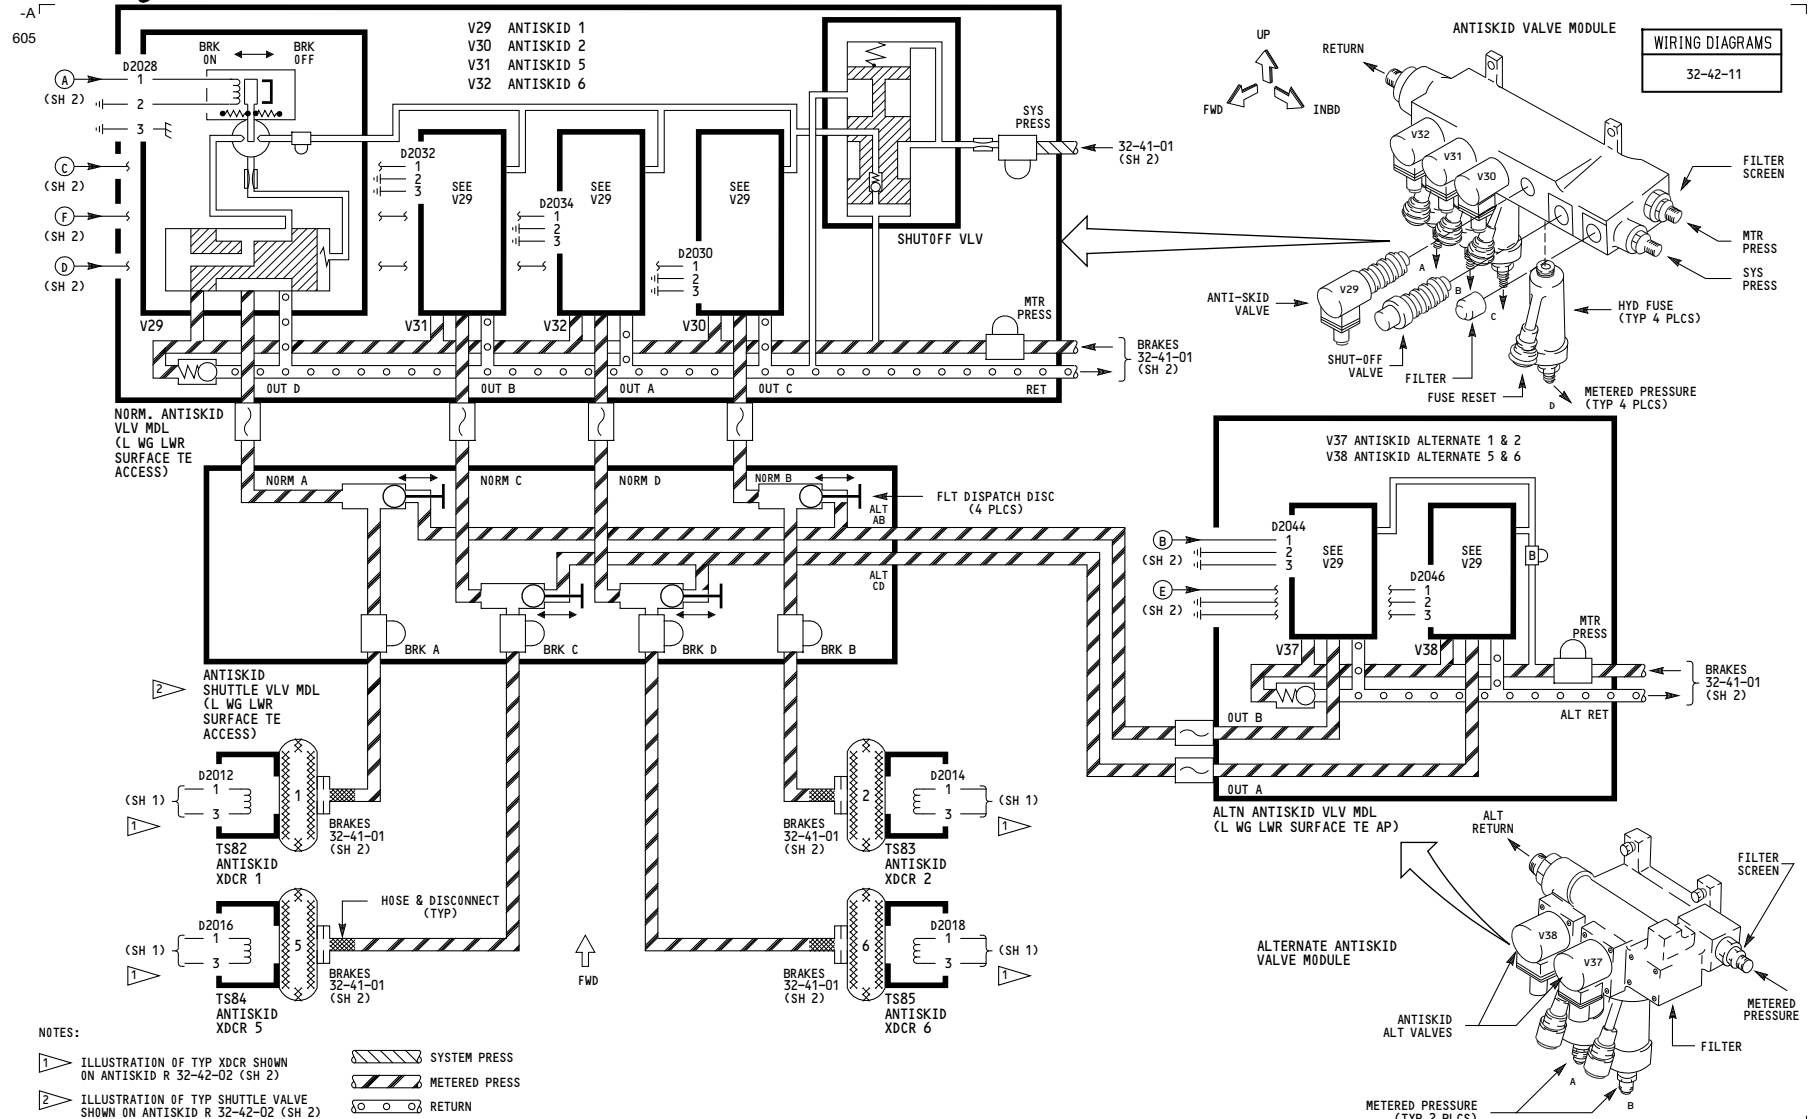 -A
605
V29 ANTISKID 1
V30 ANTISKID 2
V31 ANTISKID 5
V32 ANTISKID 6
BRK
ON
BRK
OFF
D2028
1
2
3
A
(SH 2)
C
(SH 2)
F
(SH 2)
D
(SH 2)
D2032
1
2
3
SEE
V29
D2034
1
2
3
SEE
V29
D2030
1
2
3
SEE
V29
SYS
PRESS
32-41-01
(SH 2)
SHUTOFF VLV
V29
V31
V32
V30
MTR
PRESS
BRAKES
32-41-01
(SH 2)
OUT D
OUT B
OUT A
OUT C
RET
NORM. ANTISKID
VLV MDL
(L WG LWR
SURFACE TE
ACCESS)
UP
FWD
INBD
RETURN
ANTISKID VALVE MODULE
WIRING DIAGRAMS
32-42-11
V32
V31
V30
FILTER
SCREEN
MTR
PRESS
SYS
PRESS
A
B
C
V29
ANTI-SKID
VALVE
SHUT-OFF
VALVE
FILTER
FUSE RESET
HYD FUSE
(TYP 4 PLCS)
D
METERED PRESSURE
(TYP 4 PLCS)
NORM A
NORM C
NORM D
NORM B
ALT
AB
ALT
CD
FLT DISPATCH DISC
(4 PLCS)
BRK A
BRK C
BRK D
BRK B
2
ANTISKID
SHUTTLE VLV MDL
(L WG LWR
SURFACE TE
ACCESS)
V37 ANTISKID ALTERNATE 1 & 2
V38 ANTISKID ALTERNATE 5 & 6
B
(SH 2)
E
(SH 2)
D2044
1
2
3
SEE
V29
D2046
1
2
3
SEE
V29
B
V37
V38
MTR
PRESS
BRAKES
32-41-01
(SH 2)
ALT RET
OUT B
OUT A
ALTN ANTISKID VLV MDL
(L WG LWR SURFACE TE AP)
D2012
1
3
(SH 1)
1
1
TS82
ANTISKID
XDCR 1
BRAKES
32-41-01
(SH 2)
D2014
1
3
(SH 1)
1
2
BRAKES
32-41-01
(SH 2)
TS83
ANTISKID
XDCR 2
D2016
1
3
(SH 1)
1
5
TS84
ANTISKID
XDCR 5
HOSE & DISCONNECT
(TYP)
BRAKES
32-41-01
(SH 2)
FWD
D2018
1
3
(SH 1)
1
6
BRAKES
32-41-01
(SH 2)
TS85
ANTISKID
XDCR 6
ALT
RETURN
FILTER
SCREEN
V38
V37
ALTERNATE ANTISKID
VALVE MODULE
ANTISKID
ALT VALVES
METERED
PRESSURE
FILTER
A
B
METERED PRESSURE
(TYP 2 PLCS)
NOTES:
1 ILLUSTRATION OF TYP XDCR SHOWN
ON ANTISKID R 32-42-02 (SH 2)
2 ILLUSTRATION OF TYP SHUTTLE VALVE
SHOWN ON ANTISKID R 32-42-02 (SH 2)
SYSTEM PRESS
METERED PRESS
RETURN